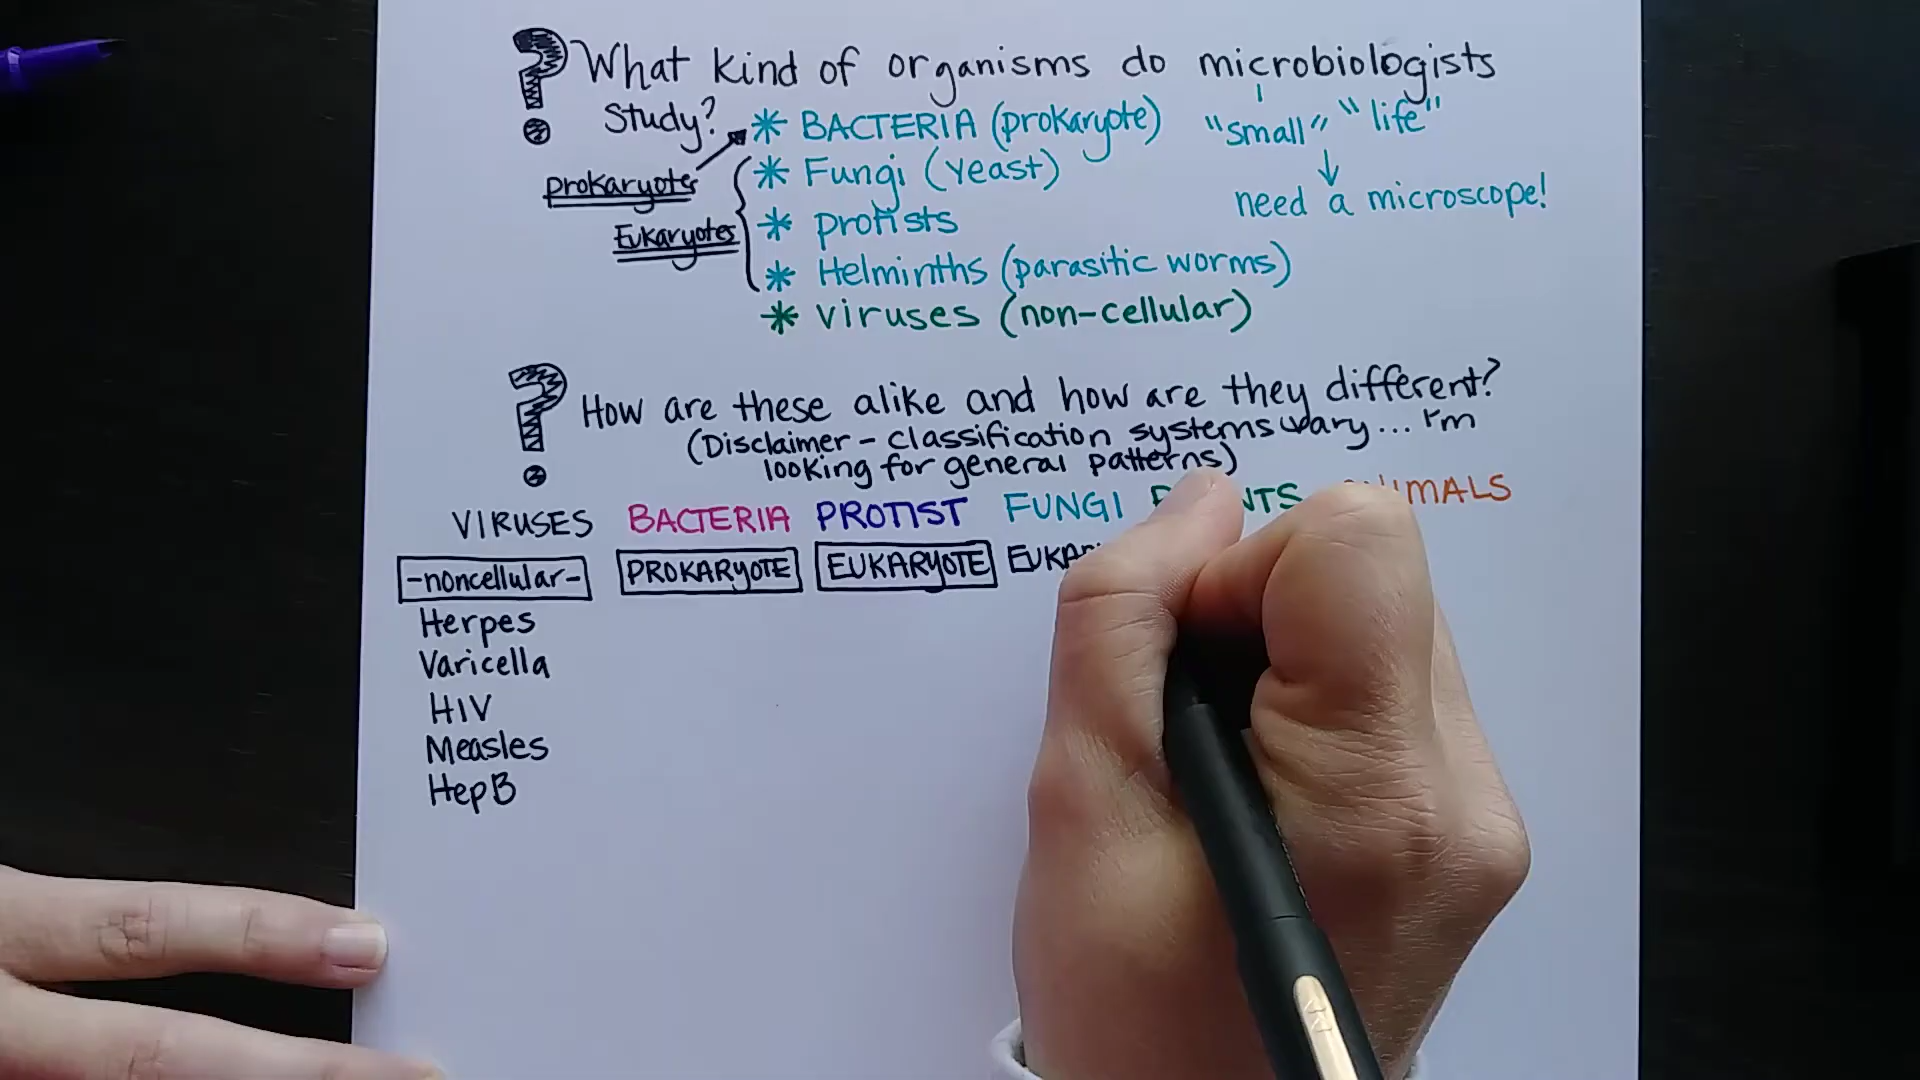 What kind of organisms do microbiologists
Study? * BACTERIA (prokaryote) "small" "life"
prokaryotes * Fungi (yeast) need a microscope!
Eukaryotes * protists
* Helminths (parasitic worms)
* viruses (non-cellular)
? How are these alike and how are they different?
(Disclaimer - classification systems vary... I'm
looking for general patterns)
VIRUSES BACTERIA PROTIST FUNGI
-noncellular- PROKARYOTE EUKARYOTE
Herpes
Varicella
HIV
Measles
HepB